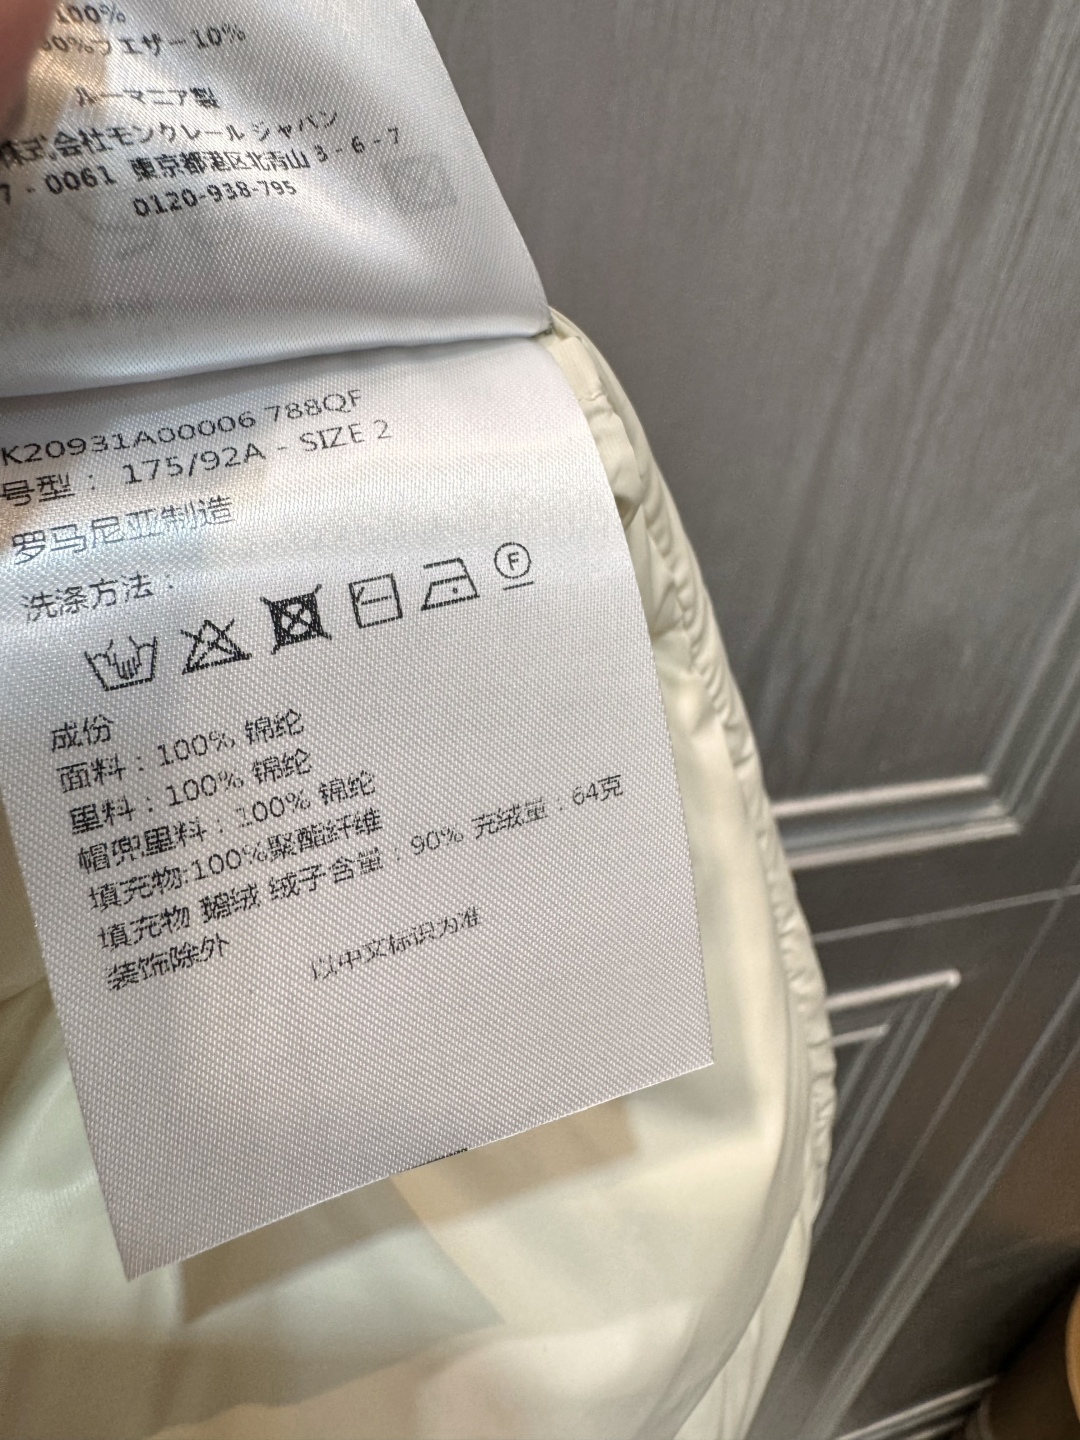 100%
90%フェザー10%
ルーマニア製
株式会社モンクレール ジャパン
7 - 0061 東京都港区北青山 3 - 6 - 7
0120-938-795
K20931A00006 788QF
号型： 175/92A - SIZE 2
罗马尼亚制造
洗涤方法：
F
成份
面料：100% 锦纶
里料：100% 锦纶
帽兜里料：100% 锦纶
填充物:100%聚酯纤维
填充物 鹅绒 绒子含量：90% 充绒量：64克
装饰除外
以中文标识为准